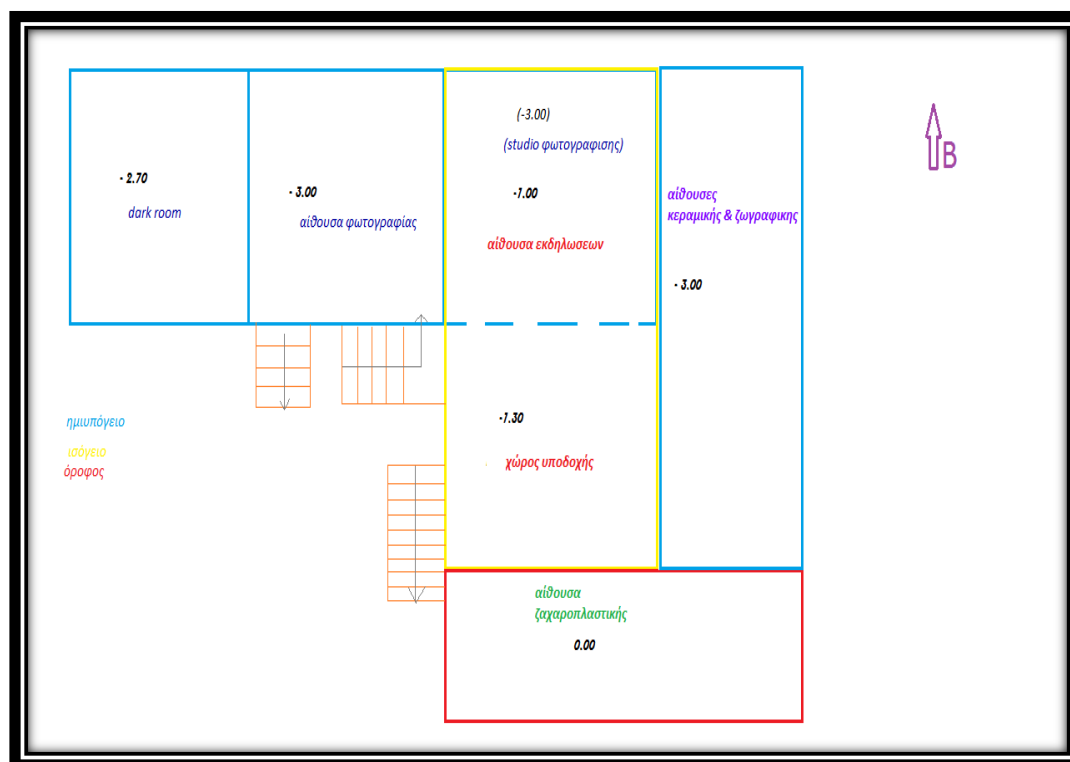 - 2.70
dark room
- 3.00
αίθουσα φωτογραφίας
(-3.00)
(studio φωτογραφισης)
-1.00
αίθουσα εκδηλωσεων
αίθουσες
κεραμικής & ζωγραφικης
- 3.00
B
-1.30
χώρος υποδοχής
ημιυπόγειο
ισόγειο
όροφος
αίθουσα
ζαχαροπλαστικής
0.00